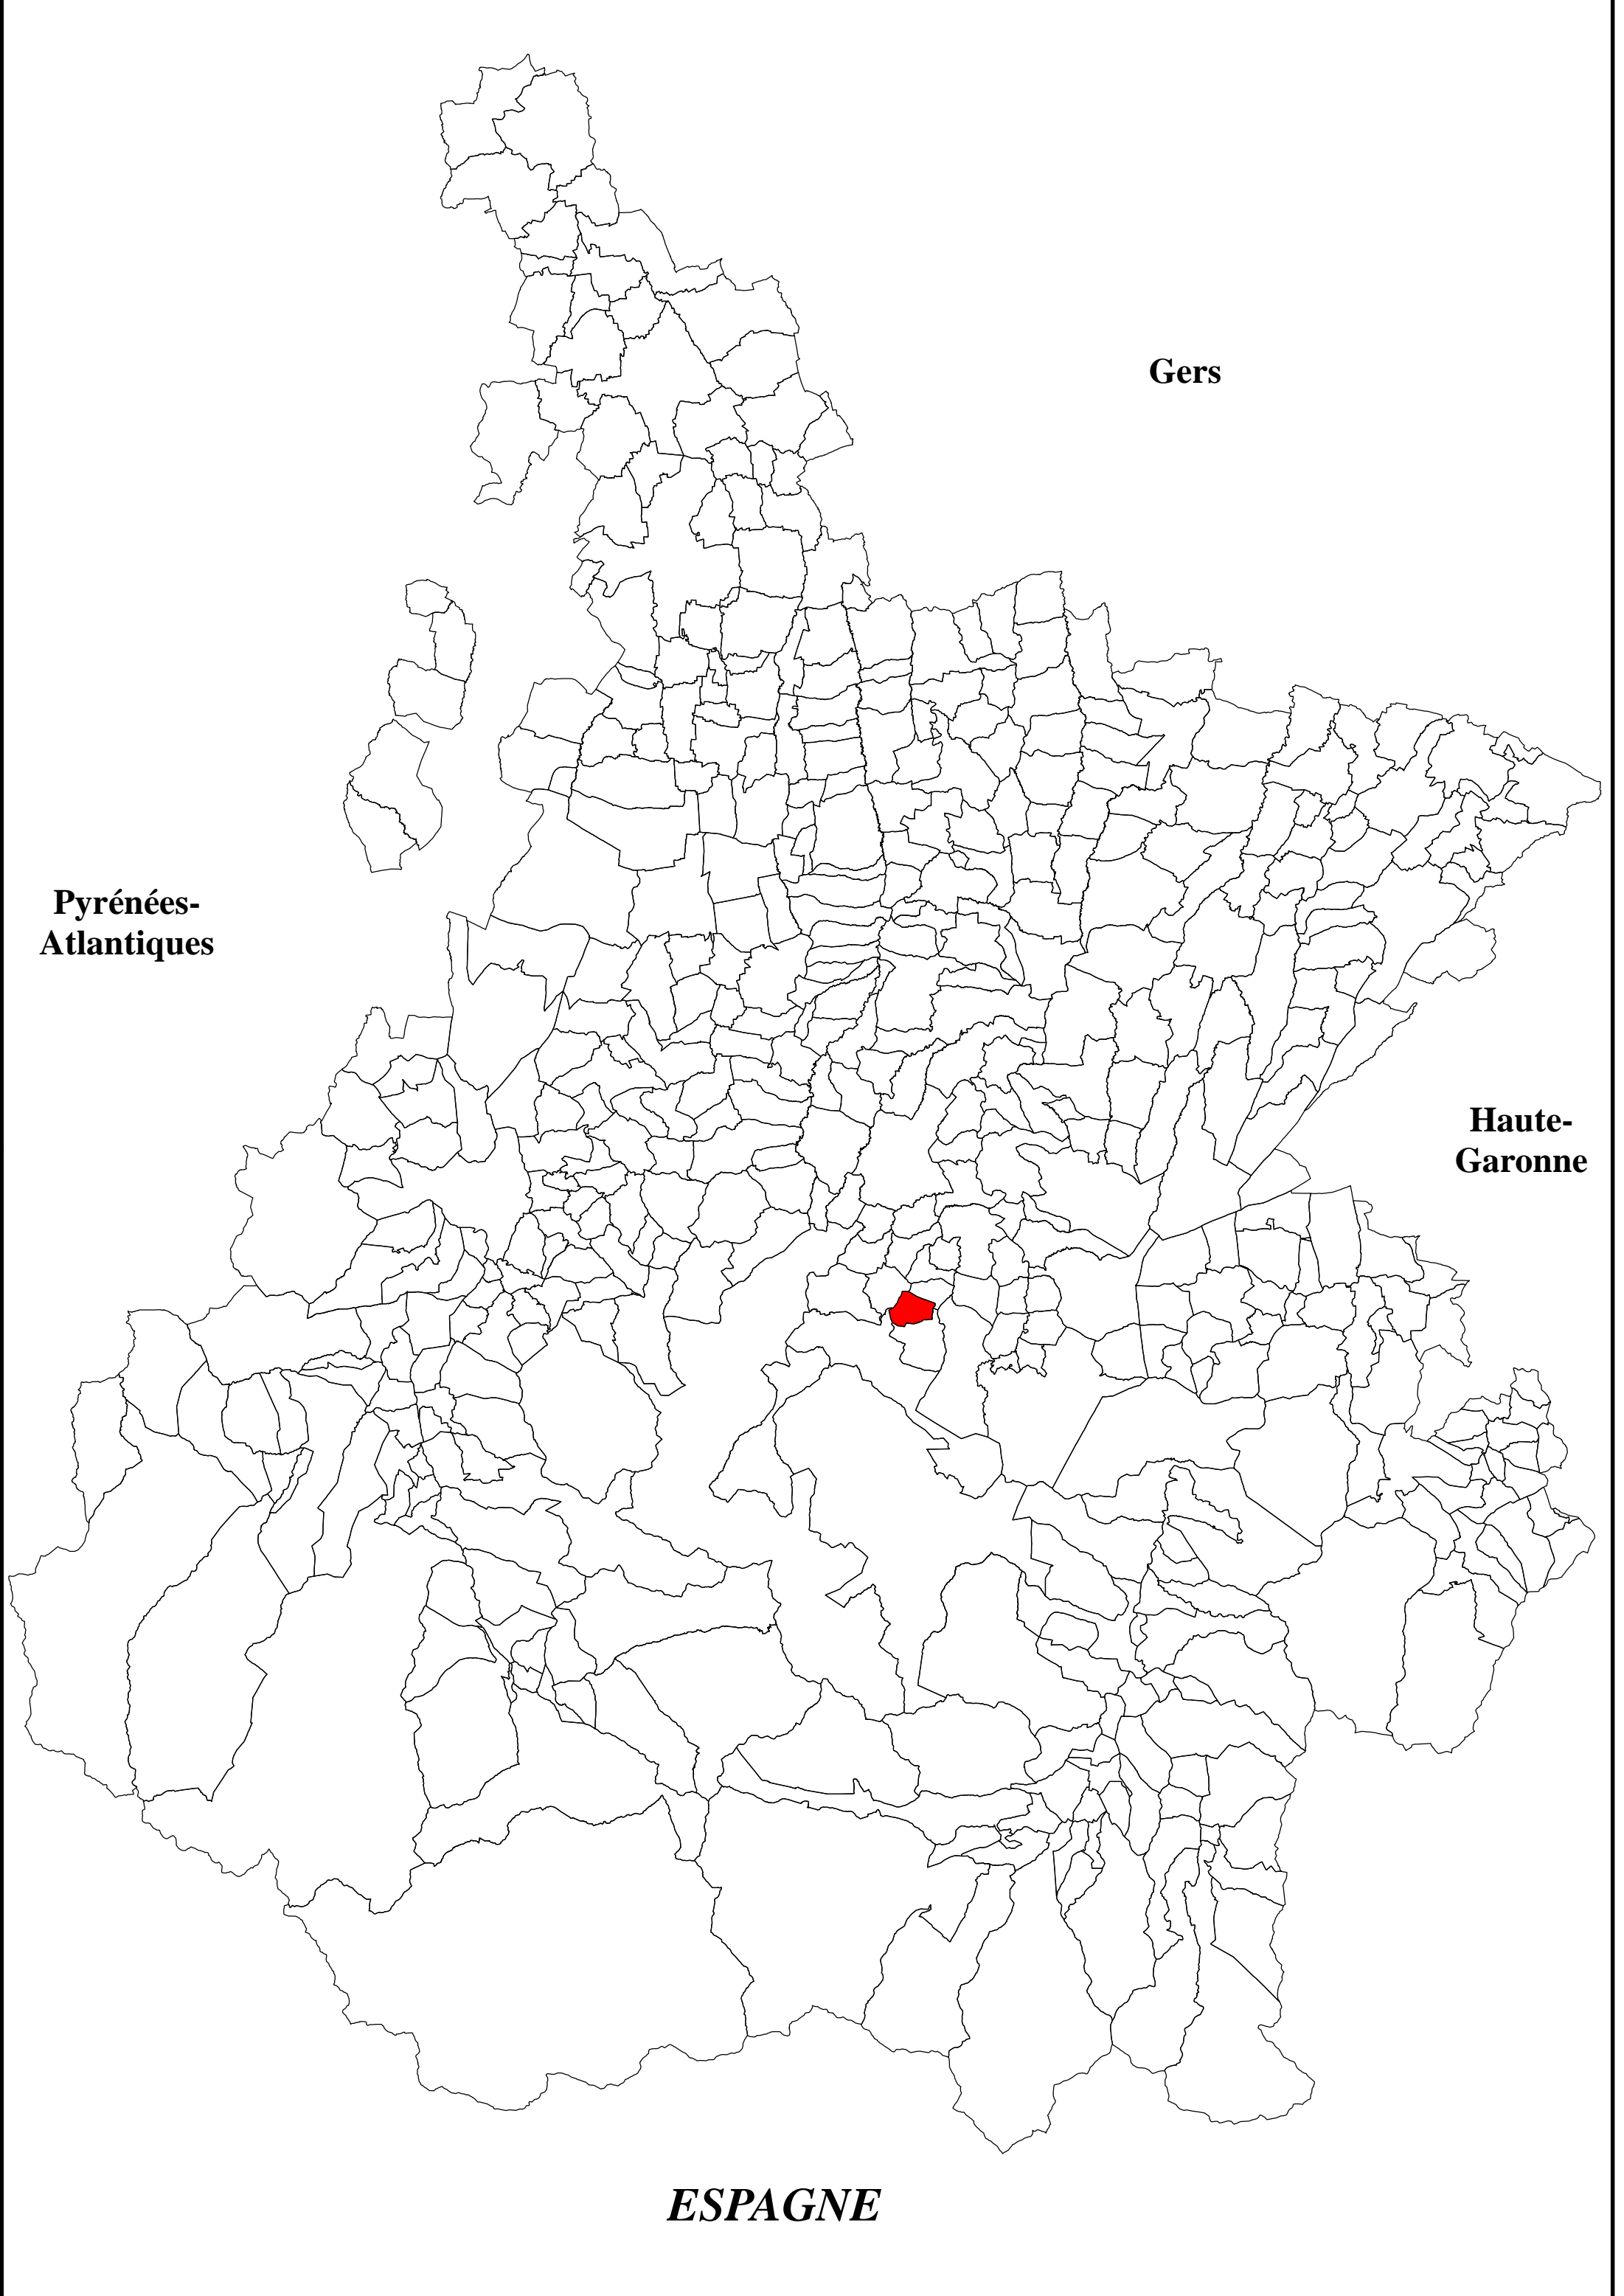 Gers
Pyrénées-
Atlantiques
Haute-
Garonne
ESPAGNE